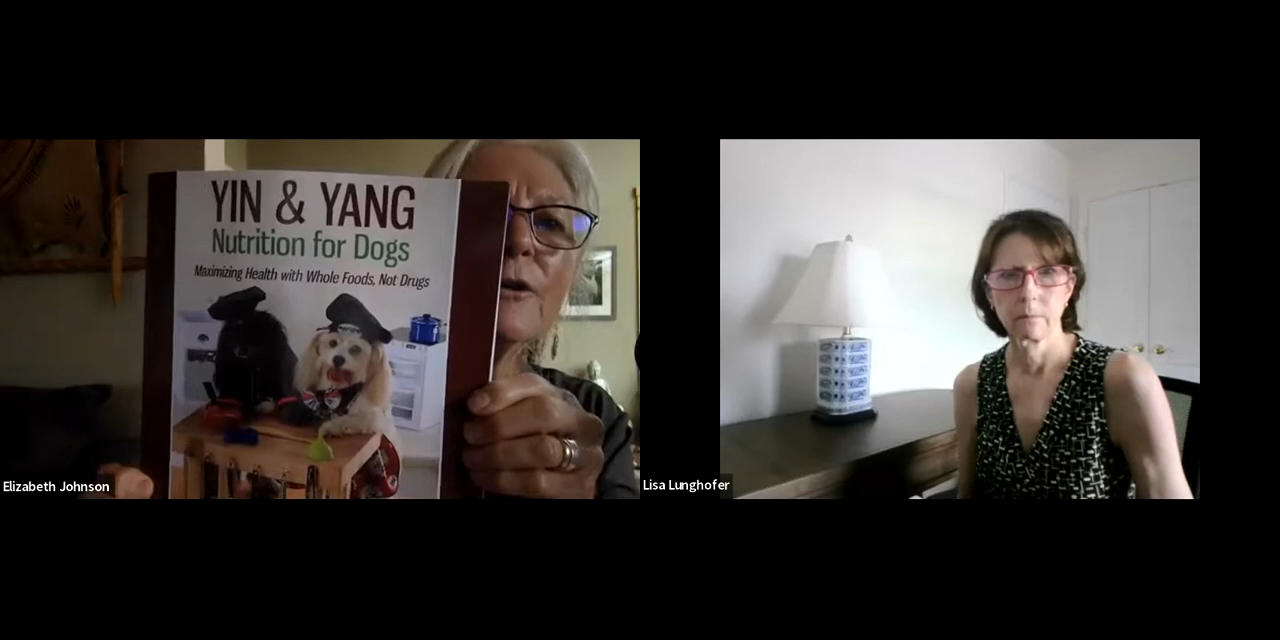 YIN & YANG
Nutrition for Dogs
Maximizing Health with Whole Foods, Not Drugs
Elizabeth Johnson
Lisa Lunghofer